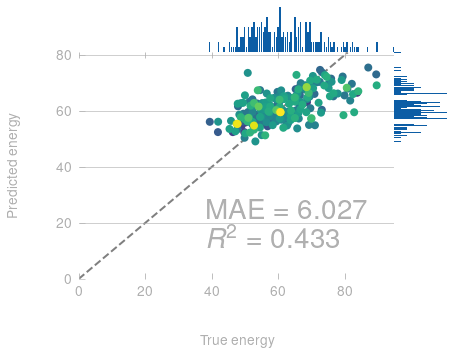 80
60
40
20
0
Predicted energy
MAE = 6.027
R² = 0.433
0 20 40 60 80
True energy